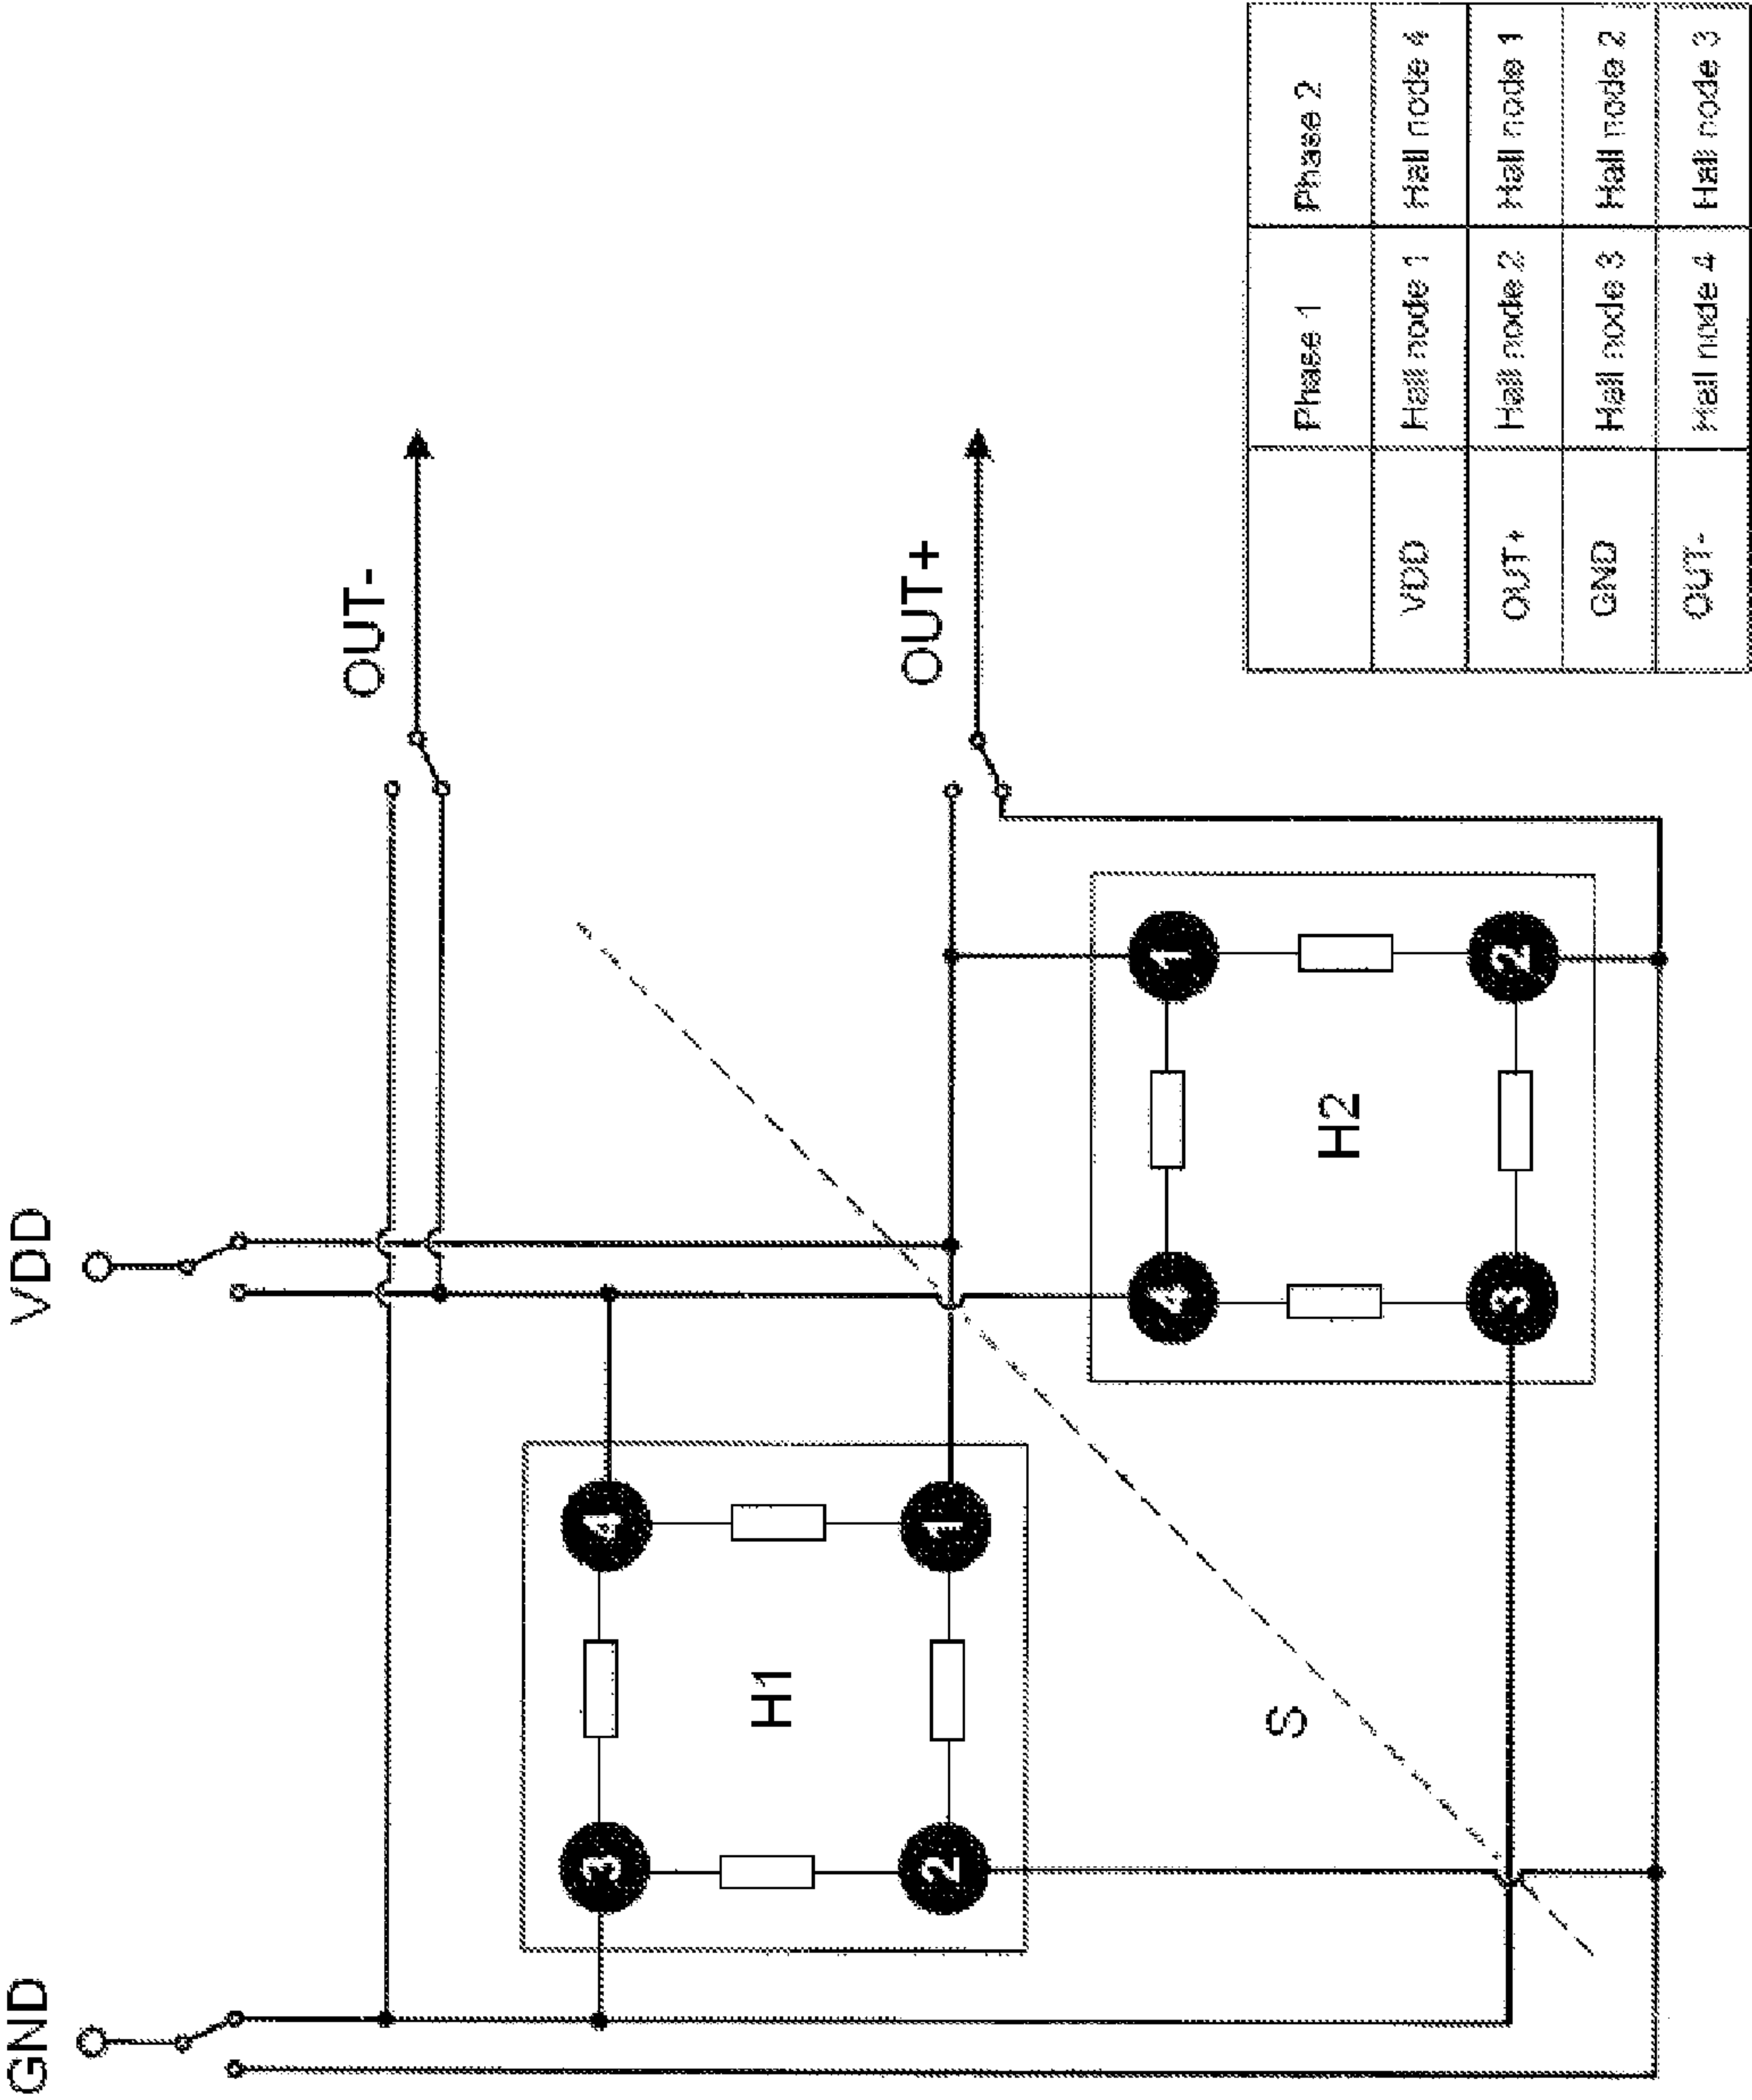 GND
VDD
OUT-
OUT+
3
4
H1
2
1
S
4
1
H2
3
2
Phase 1 Phase 2
VDD Hall node 1 Hall node 4
OUT+ Hall node 2 Hall node 1
GND Hall node 3 Hall node 2
OUT- Hall node 4 Hall node 3